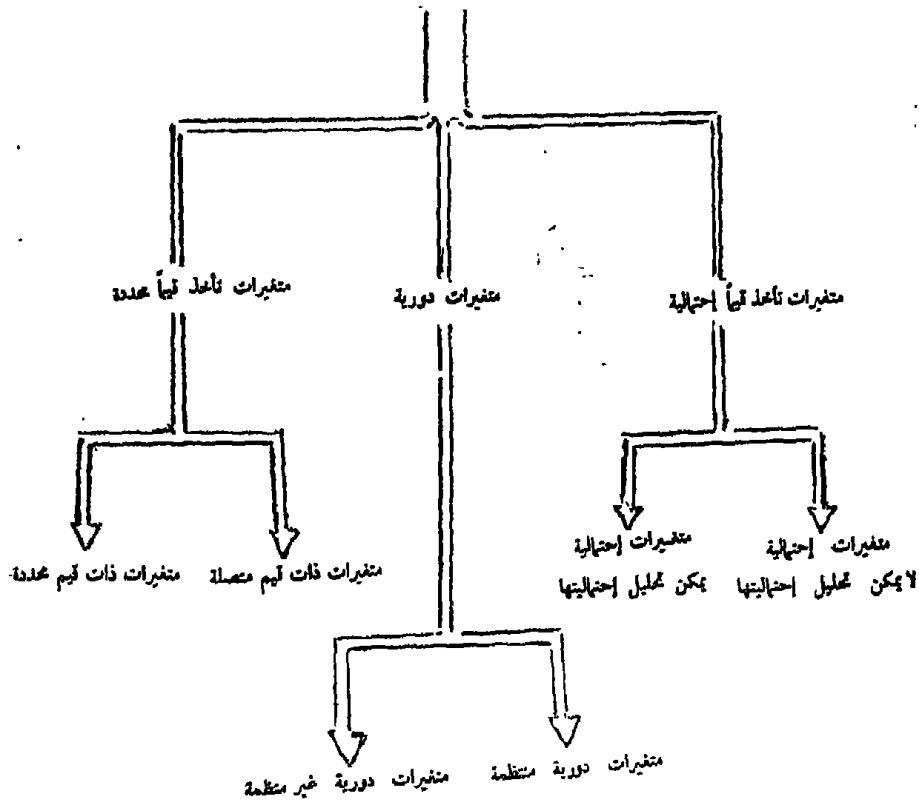 متغيرات تأخذ قيماً إحتمالية
متغيرات دورية
متغيرات تأخذ قيماً محددة
متغيرات إحتمالية
لا يمكن تحليل إحتماليتها
متغيرات إحتمالية
يمكن تحليل إحتماليتها
متغيرات ذات قيم متصلة
متغيرات ذات قيم محددة
متغيرات دورية منتظمة
متغيرات دورية غير منتظمة